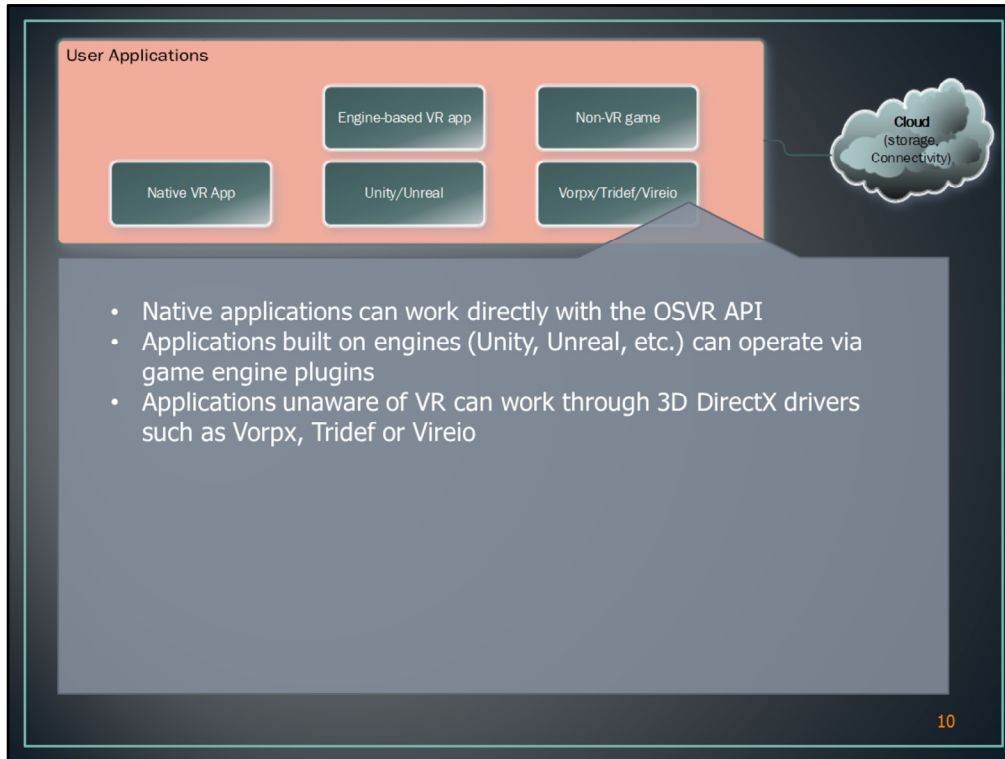 User Applications
Engine-based VR app
Non-VR game
Cloud
(storage,
Connectivity)
Native VR App
Unity/Unreal
Vorpx/Tridef/Vireio
• Native applications can work directly with the OSVR API
• Applications built on engines (Unity, Unreal, etc.) can operate via
game engine plugins
• Applications unaware of VR can work through 3D DirectX drivers
such as Vorpx, Tridef or Vireio
10